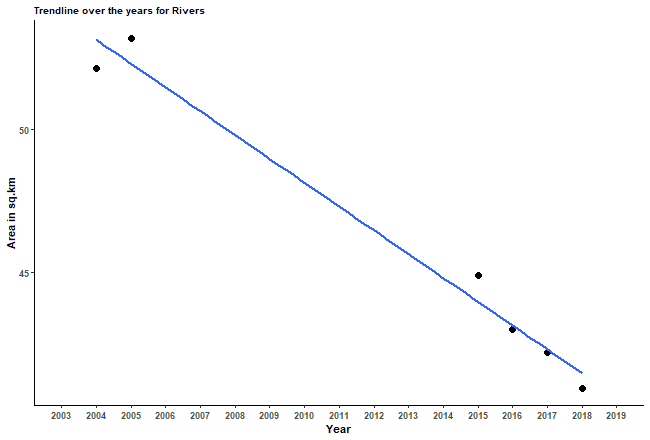 Trendline over the years for Rivers
Area in sq.km
50
45
2003 2004 2005 2006 2007 2008 2009 2010 2011 2012 2013 2014 2015 2016 2017 2018 2019
Year